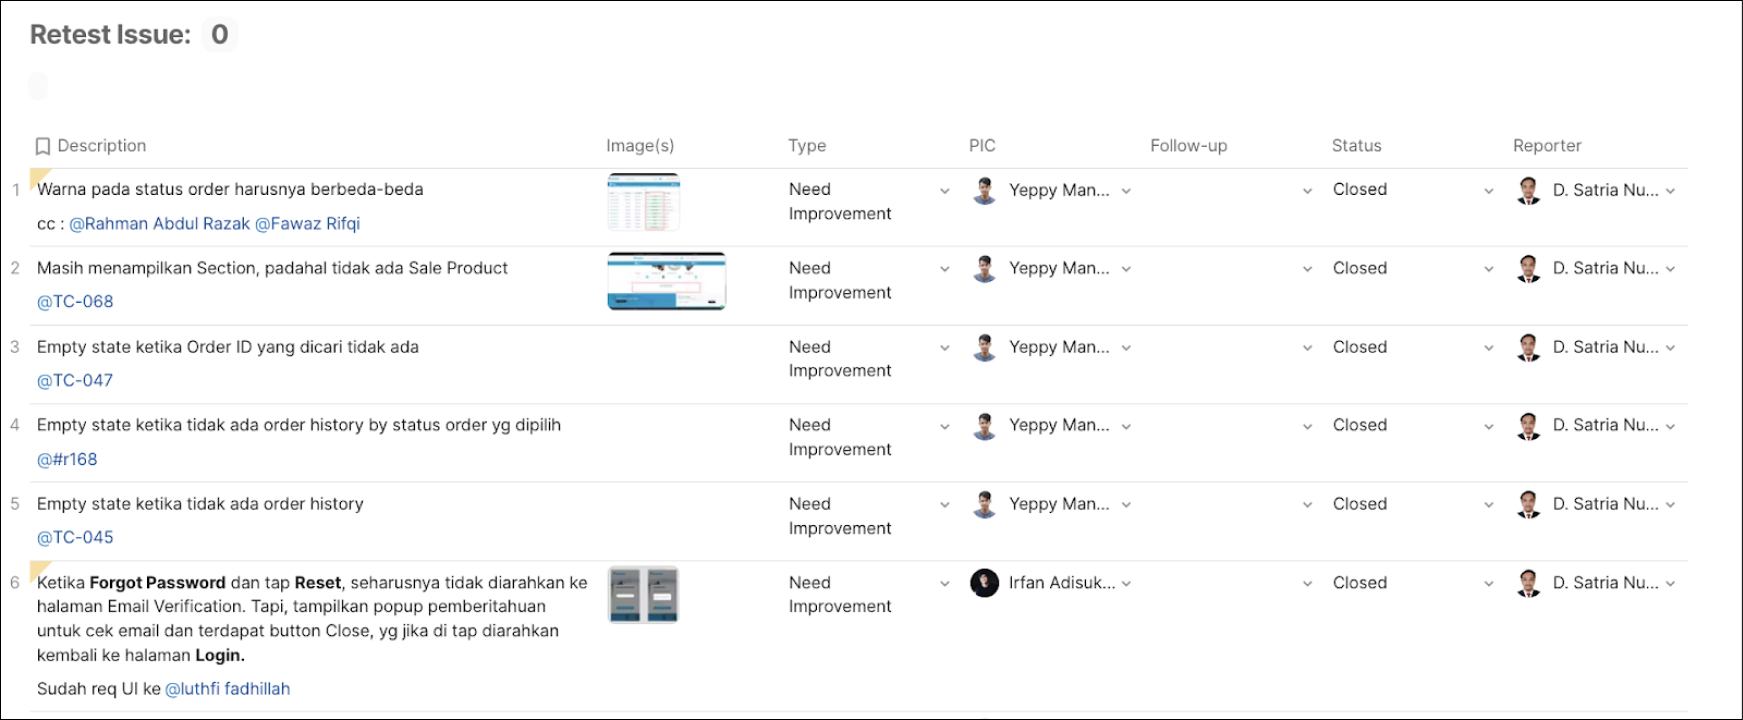 Retest Issue: 0
Description Image(s) Type PIC Follow-up Status Reporter
1 Warna pada status order harusnya berbeda-beda Need Improvement Yeppy Man... Closed D. Satria Nu...
cc : @Rahman Abdul Razak @Fawaz Rifqi
2 Masih menampilkan Section, padahal tidak ada Sale Product Need Improvement Yeppy Man... Closed D. Satria Nu...
@TC-068
3 Empty state ketika Order ID yang dicari tidak ada Need Improvement Yeppy Man... Closed D. Satria Nu...
@TC-047
4 Empty state ketika tidak ada order history by status order yg dipilih Need Improvement Yeppy Man... Closed D. Satria Nu...
@#r168
5 Empty state ketika tidak ada order history Need Improvement Yeppy Man... Closed D. Satria Nu...
@TC-045
6 Ketika Forgot Password dan tap Reset, seharusnya tidak diarahkan ke Need Improvement Irfan Adisuk... Closed D. Satria Nu...
halaman Email Verification. Tapi, tampilkan popup pemberitahuan
untuk cek email dan terdapat button Close, yg jika di tap diarahkan
kembali ke halaman Login.
Sudah req UI ke @luthfi fadhillah